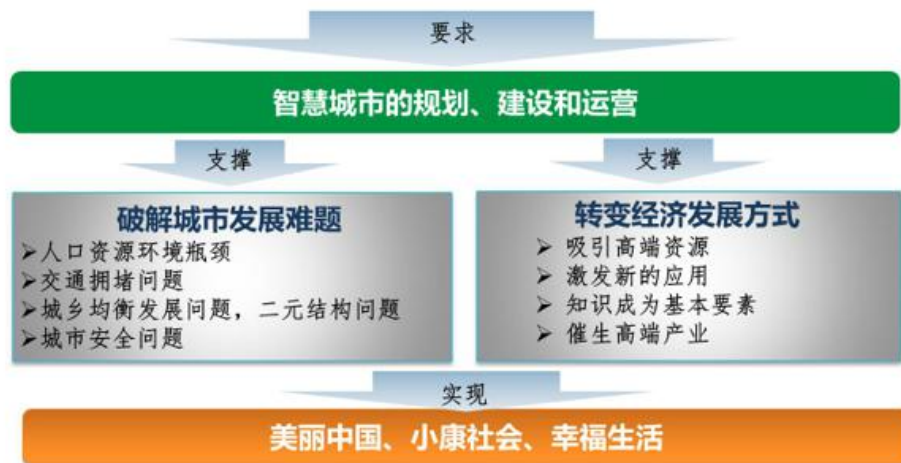 要求
智慧城市的规划、建设和运营
支撑
支撑
破解城市发展难题
➢人口资源环境瓶颈
➢交通拥堵问题
➢城乡均衡发展问题，二元结构问题
➢城市安全问题
转变经济发展方式
➢ 吸引高端资源
➢ 激发新的应用
➢ 知识成为基本要素
➢ 催生高端产业
实现
美丽中国、小康社会、幸福生活